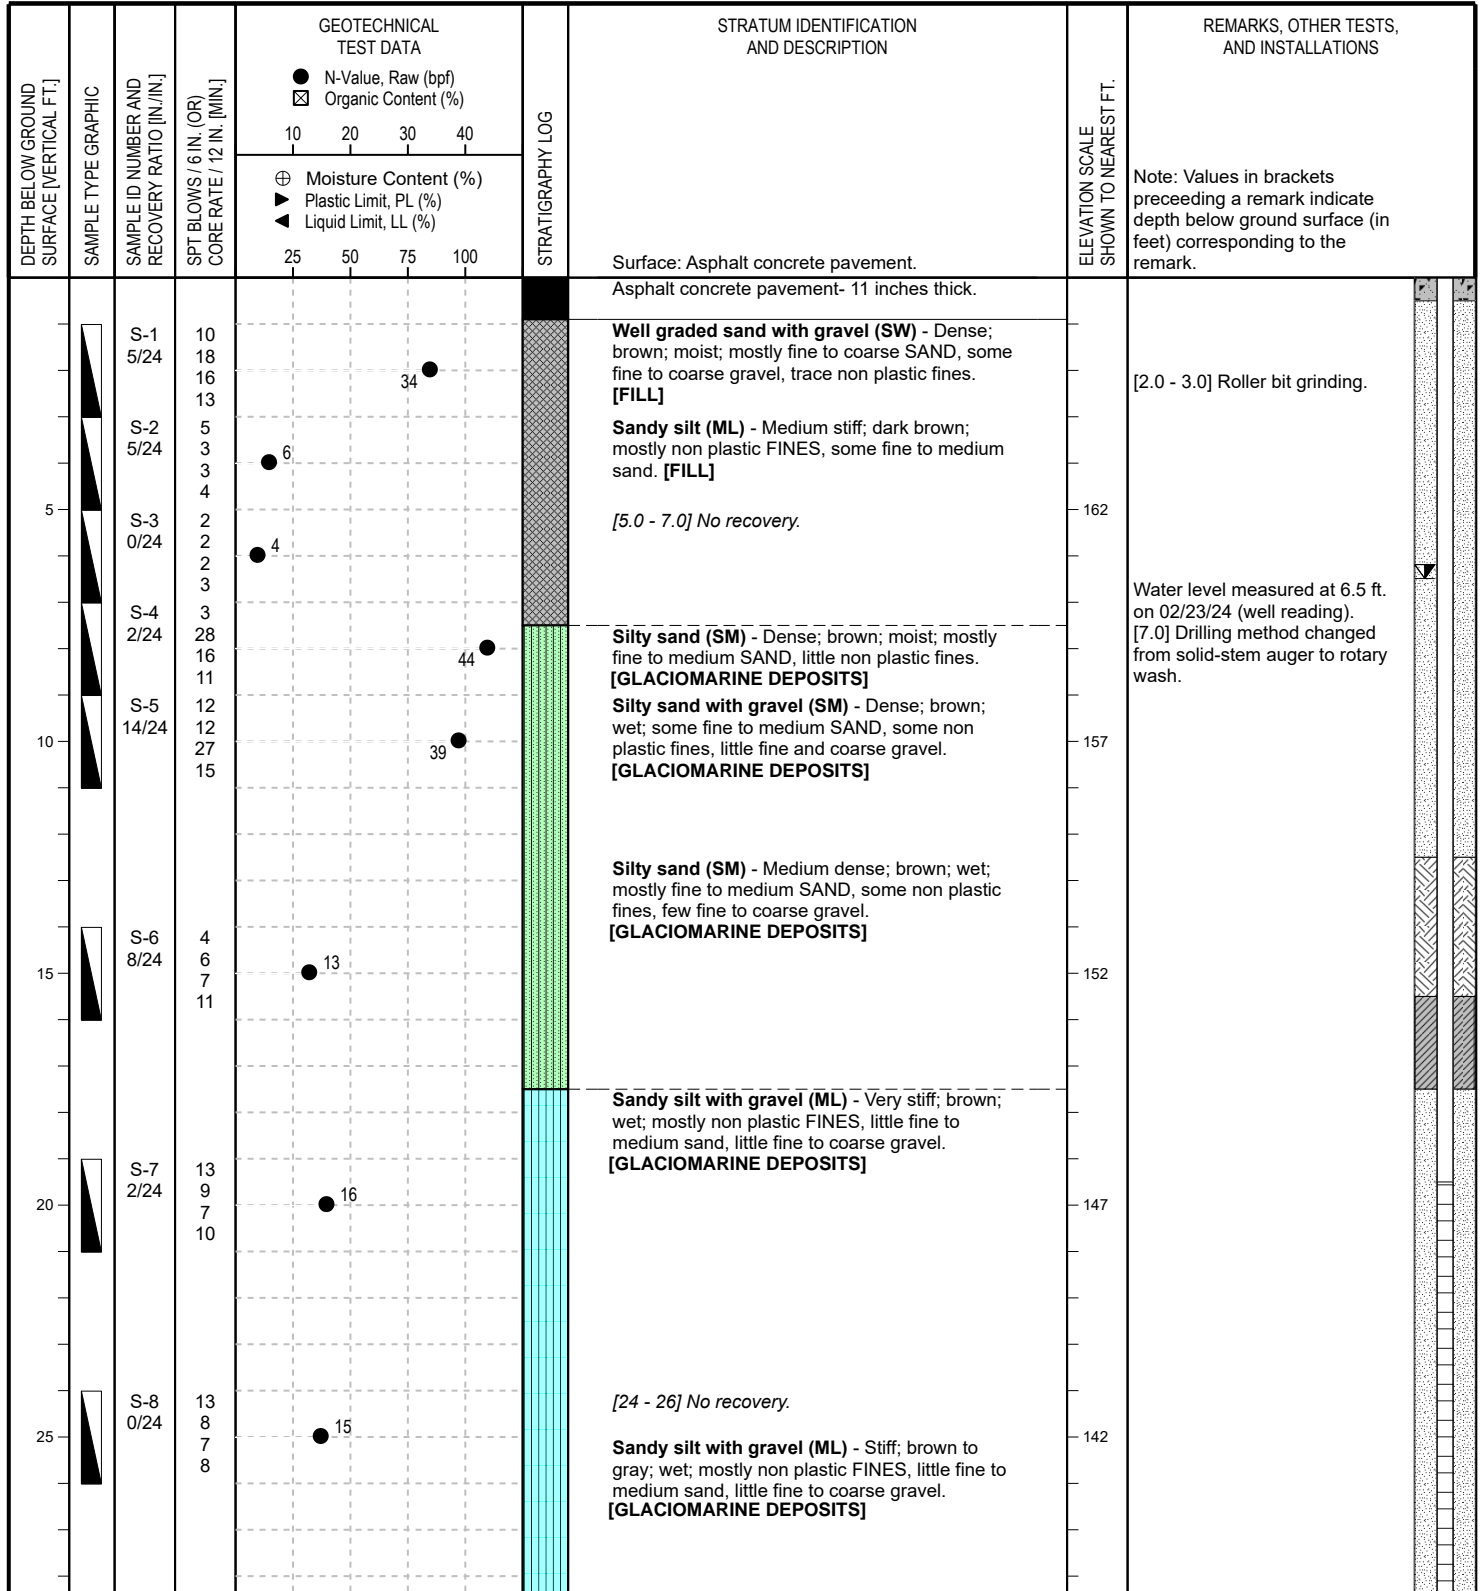 DEPTH BELOW GROUND
SURFACE [VERTICAL FT.]
SAMPLE TYPE GRAPHIC
SAMPLE ID NUMBER AND
RECOVERY RATIO [IN./IN.]
SPT BLOWS / 6 IN. (OR)
CORE RATE / 12 IN. [MIN.]
GEOTECHNICAL
TEST DATA
N-Value, Raw (bpf)
Organic Content (%)
10 20 30 40
Moisture Content (%)
Plastic Limit, PL (%)
Liquid Limit, LL (%)
25 50 75 100
STRATIGRAPHY LOG
STRATUM IDENTIFICATION
AND DESCRIPTION
Surface: Asphalt concrete pavement.
ELEVATION SCALE
SHOWN TO NEAREST FT.
REMARKS, OTHER TESTS,
AND INSTALLATIONS
Note: Values in brackets
preceeding a remark indicate
depth below ground surface (in
feet) corresponding to the
remark.
Asphalt concrete pavement- 11 inches thick.
S-1
5/24
10
18
16
13
34
Well graded sand with gravel (SW) - Dense;
brown; moist; mostly fine to coarse SAND, some
fine to coarse gravel, trace non plastic fines.
[FILL]
[2.0 - 3.0] Roller bit grinding.
S-2
5/24
5
3
3
4
6
Sandy silt (ML) - Medium stiff; dark brown;
mostly non plastic FINES, some fine to medium
sand. [FILL]
5
S-3
0/24
2
2
2
3
4
[5.0 - 7.0] No recovery.
162
Water level measured at 6.5 ft.
on 02/23/24 (well reading).
[7.0] Drilling method changed
from solid-stem auger to rotary
wash.
S-4
2/24
3
28
16
11
44
Silty sand (SM) - Dense; brown; moist; mostly
fine to medium SAND, little non plastic fines.
[GLACIOMARINE DEPOSITS]
10
S-5
14/24
12
12
27
15
39
Silty sand with gravel (SM) - Dense; brown;
wet; some fine to medium SAND, some non
plastic fines, little fine and coarse gravel.
[GLACIOMARINE DEPOSITS]
157
Silty sand (SM) - Medium dense; brown; wet;
mostly fine to medium SAND, some non plastic
fines, few fine to coarse gravel.
[GLACIOMARINE DEPOSITS]
15
S-6
8/24
4
6
7
11
13
152
Sandy silt with gravel (ML) - Very stiff; brown;
wet; mostly non plastic FINES, little fine to
medium sand, little fine to coarse gravel.
[GLACIOMARINE DEPOSITS]
20
S-7
2/24
13
9
7
10
16
147
25
S-8
0/24
13
8
7
8
15
[24 - 26] No recovery.
Sandy silt with gravel (ML) - Stiff; brown to
gray; wet; mostly non plastic FINES, little fine to
medium sand, little fine to coarse gravel.
[GLACIOMARINE DEPOSITS]
142